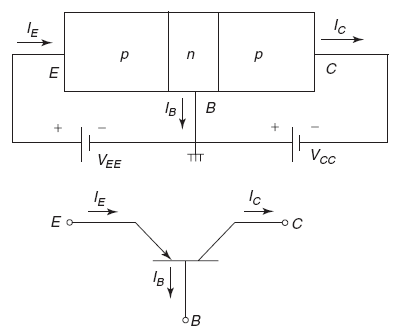 I_E I_C
p n p
E C
I_B B
+ − + −
V_EE V_CC
I_E I_C
E C
I_B
B